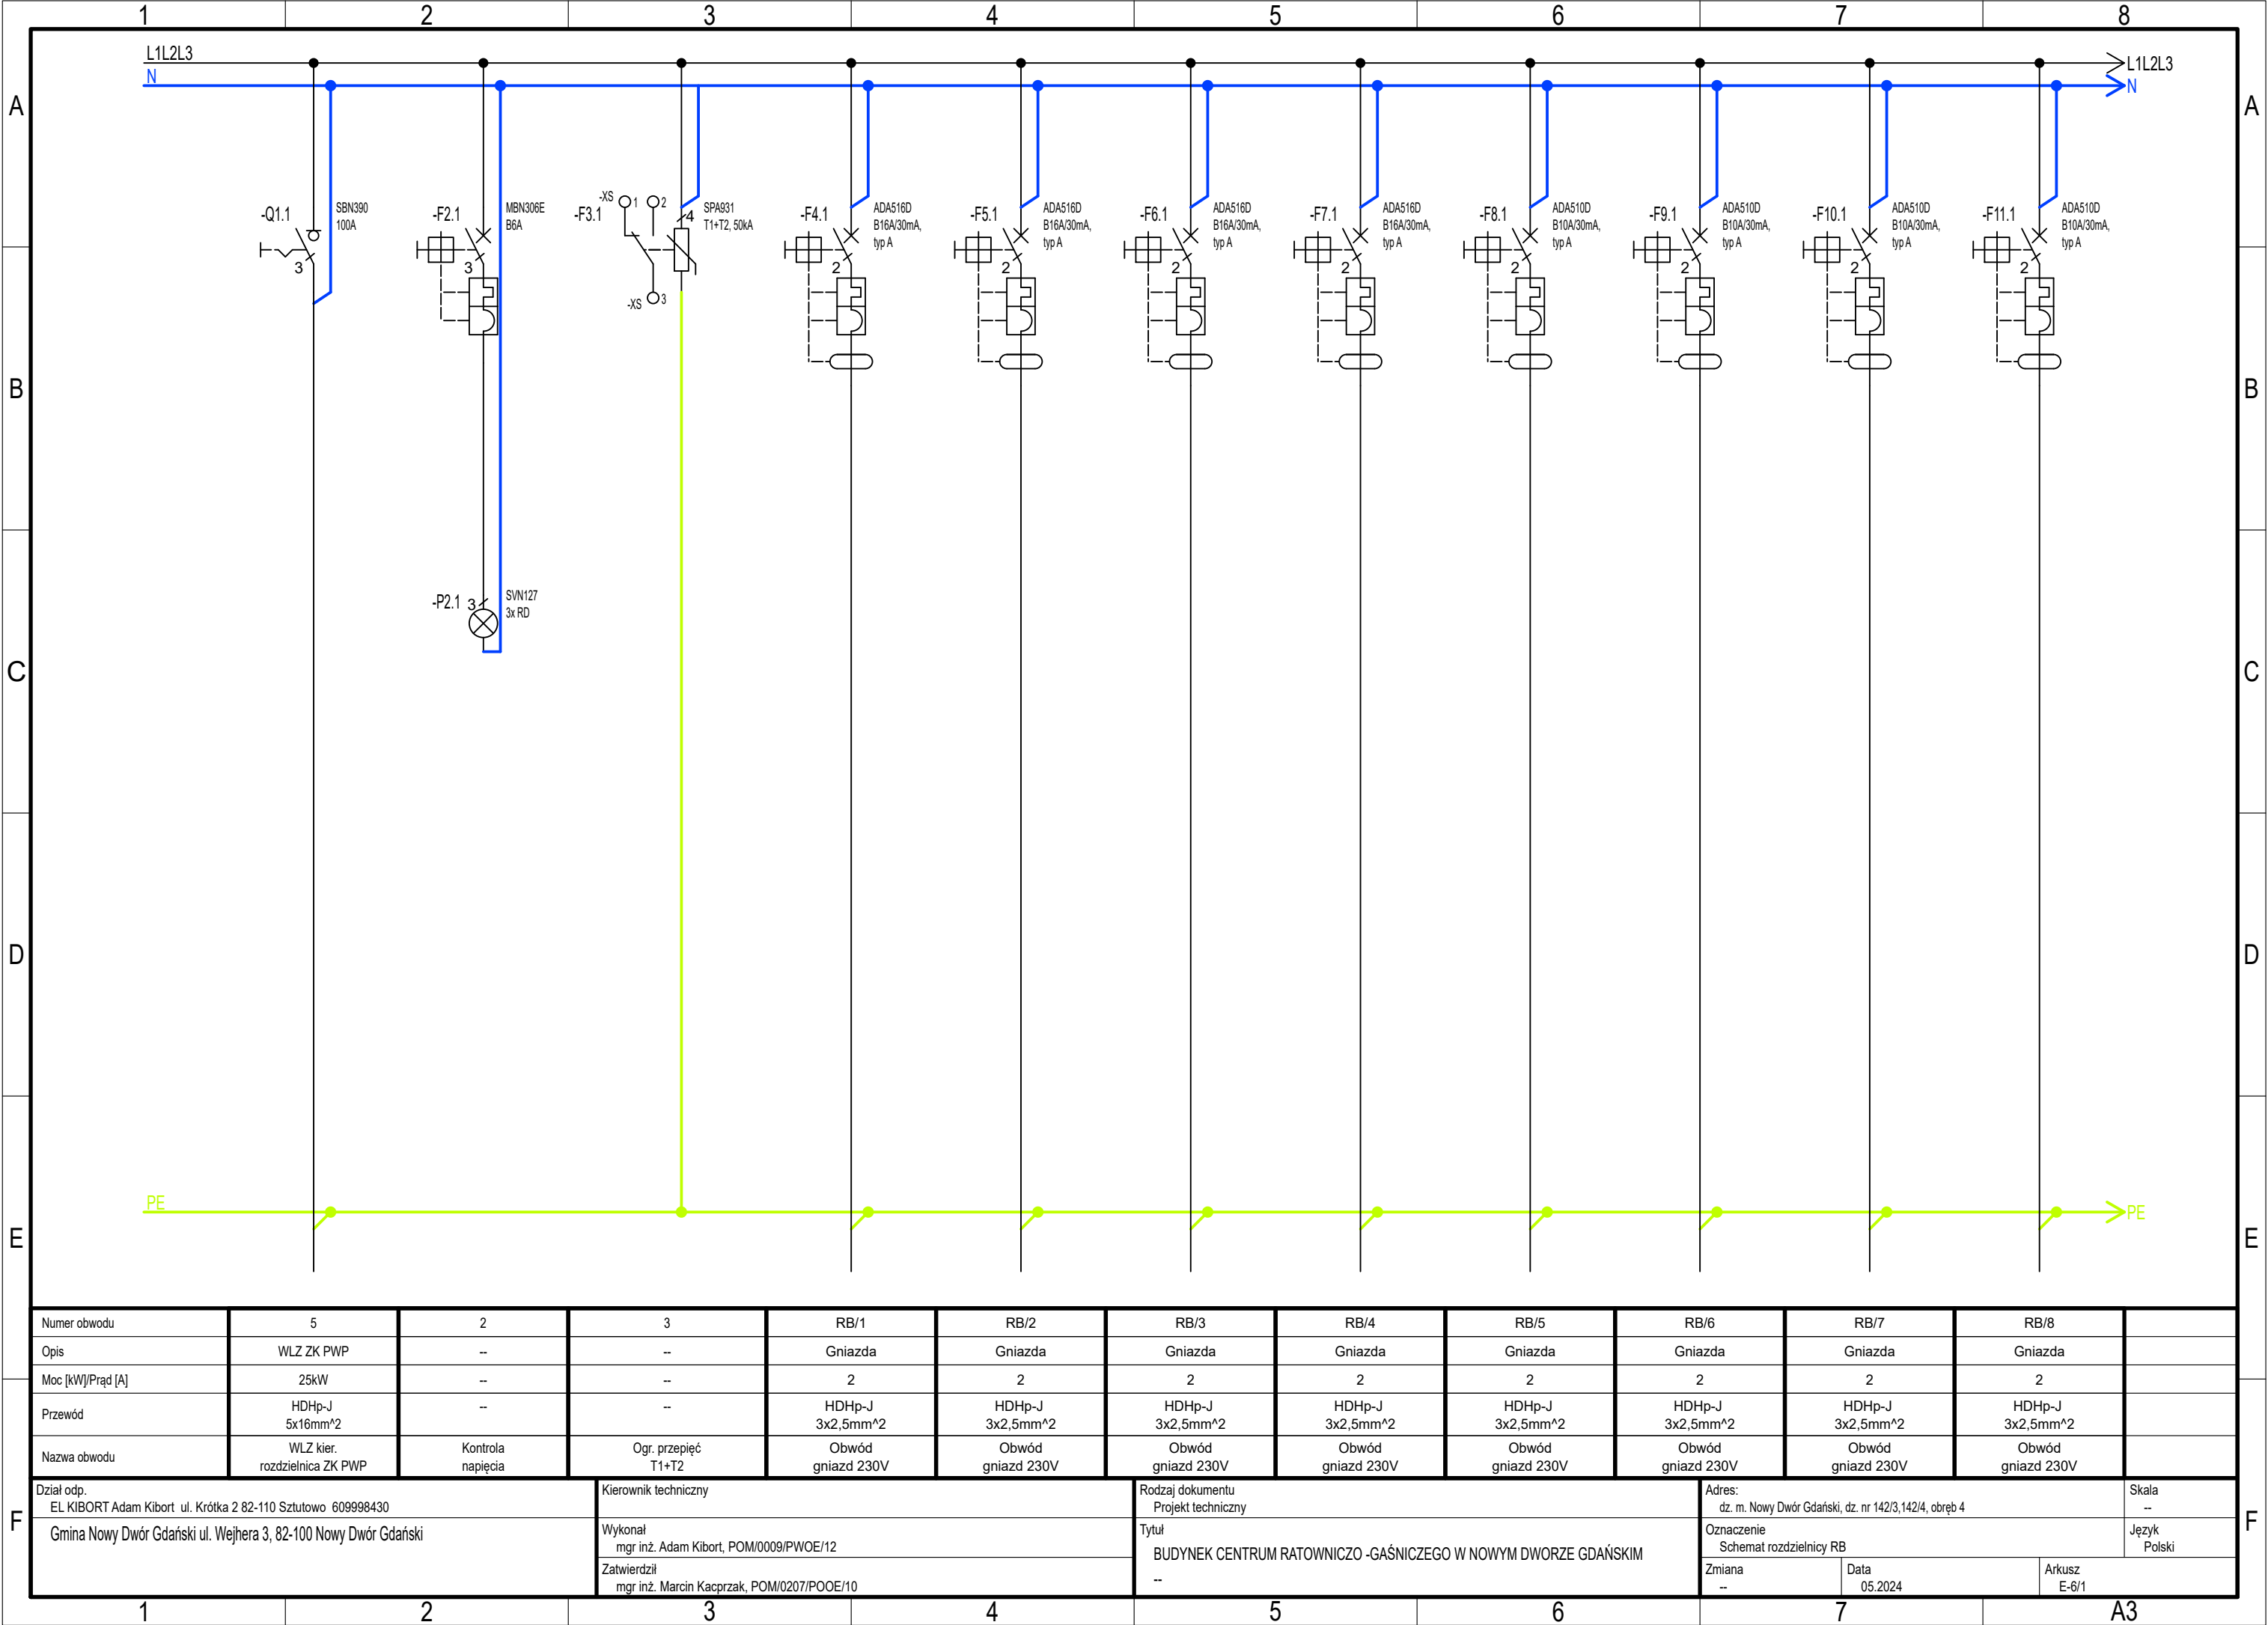 1 2 3 4 5 6 7 8
L1L2L3
N
L1L2L3
N
A
A
-Q1.1
SBN390
100A
3
-F2.1
MBN306E
B6A
3
-F3.1
-XS 1 2
4
SPA931
T1+T2, 50kA
-XS 3
-F4.1
ADA516D
B16A/30mA,
typ A
2
-F5.1
ADA516D
B16A/30mA,
typ A
2
-F6.1
ADA516D
B16A/30mA,
typ A
2
-F7.1
ADA516D
B16A/30mA,
typ A
2
-F8.1
ADA510D
B10A/30mA,
typ A
2
-F9.1
ADA510D
B10A/30mA,
typ A
2
-F10.1
ADA510D
B10A/30mA,
typ A
2
-F11.1
ADA510D
B10A/30mA,
typ A
2
B
B
-P2.1
3
SVN127
3x RD
C
C
D
D
PE
PE
E
E
Numer obwodu 5 2 3 RB/1 RB/2 RB/3 RB/4 RB/5 RB/6 RB/7 RB/8
Opis WLZ ZK PWP -- -- Gniazda Gniazda Gniazda Gniazda Gniazda Gniazda Gniazda Gniazda
Moc [kW]/Prąd [A] 25kW -- -- 2 2 2 2 2 2 2 2
Przewód HDHp-J -- -- HDHp-J HDHp-J HDHp-J HDHp-J HDHp-J HDHp-J HDHp-J HDHp-J
5x16mm^2 3x2,5mm^2 3x2,5mm^2 3x2,5mm^2 3x2,5mm^2 3x2,5mm^2 3x2,5mm^2 3x2,5mm^2 3x2,5mm^2
Nazwa obwodu WLZ kier. Kontrola Ogr. przepięć Obwód Obwód Obwód Obwód Obwód Obwód Obwód Obwód
rozdzielnica ZK PWP napięcia T1+T2 gniazd 230V gniazd 230V gniazd 230V gniazd 230V gniazd 230V gniazd 230V gniazd 230V gniazd 230V
F
F
Dział odp.
EL KIBORT Adam Kibort ul. Krótka 2 82-110 Sztutowo 609998430
Gmina Nowy Dwór Gdański ul. Wejhera 3, 82-100 Nowy Dwór Gdański
Kierownik techniczny
Wykonał
mgr inż. Adam Kibort, POM/0009/PWOE/12
Zatwierdził
mgr inż. Marcin Kacprzak, POM/0207/POOE/10
Rodzaj dokumentu
Projekt techniczny
Tytuł
BUDYNEK CENTRUM RATOWNICZO -GAŚNICZEGO W NOWYM DWORZE GDAŃSKIM
--
Adres:
dz. m. Nowy Dwór Gdański, dz. nr 142/3,142/4, obręb 4
Skala
--
Oznaczenie
Schemat rozdzielnicy RB
Język
Polski
Zmiana
--
Data
05.2024
Arkusz
E-6/1
1 2 3 4 5 6 7 A3